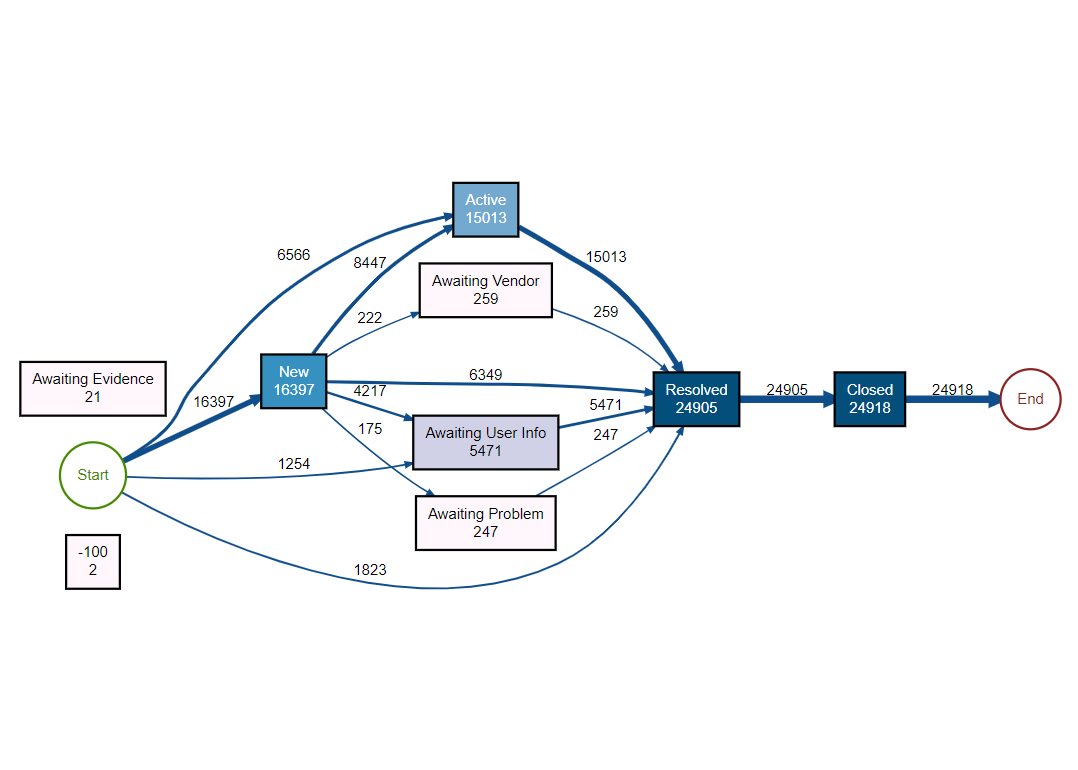 Active
15013
6566
8447
15013
Awaiting Vendor
259
222
259
Awaiting Evidence
21
New
16397
16397
6349
4217
175
Resolved
24905
24905
Closed
24918
24918
End
5471
247
Awaiting User Info
5471
1254
Start
Awaiting Problem
247
-100
2
1823